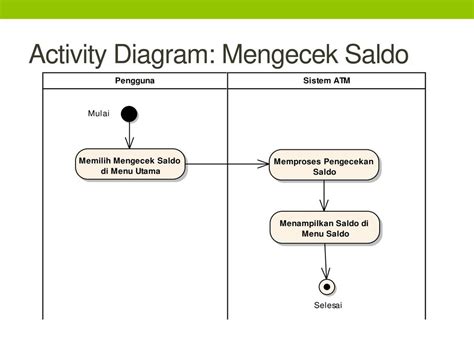 Activity Diagram: Mengecek Saldo
Pengguna
Sistem ATM
Mulai
Memilih Mengecek Saldo
di Menu Utama
Memproses Pengecekan
Saldo
Menampilkan Saldo di
Menu Saldo
Selesai